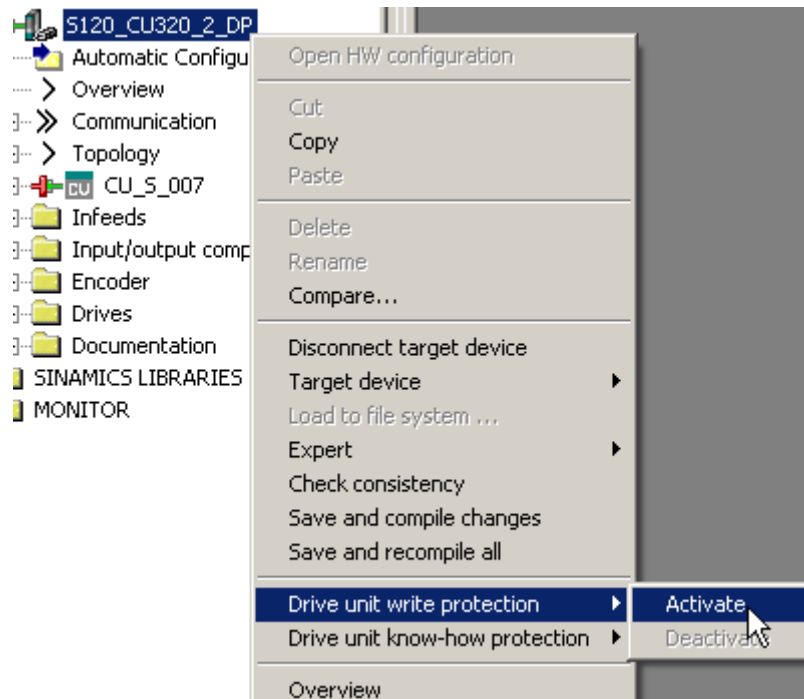 S120_CU320_2_DP
Automatic Configu
Overview
Communication
Topology
CU CU_S_007
Infeeds
Input/output comp
Encoder
Drives
Documentation
SINAMICS LIBRARIES
MONITOR
Open HW configuration
Cut
Copy
Paste
Delete
Rename
Compare...
Disconnect target device
Target device
Load to file system ...
Expert
Check consistency
Save and compile changes
Save and recompile all
Drive unit write protection
Drive unit know-how protection
Overview
Activate
Deactivate